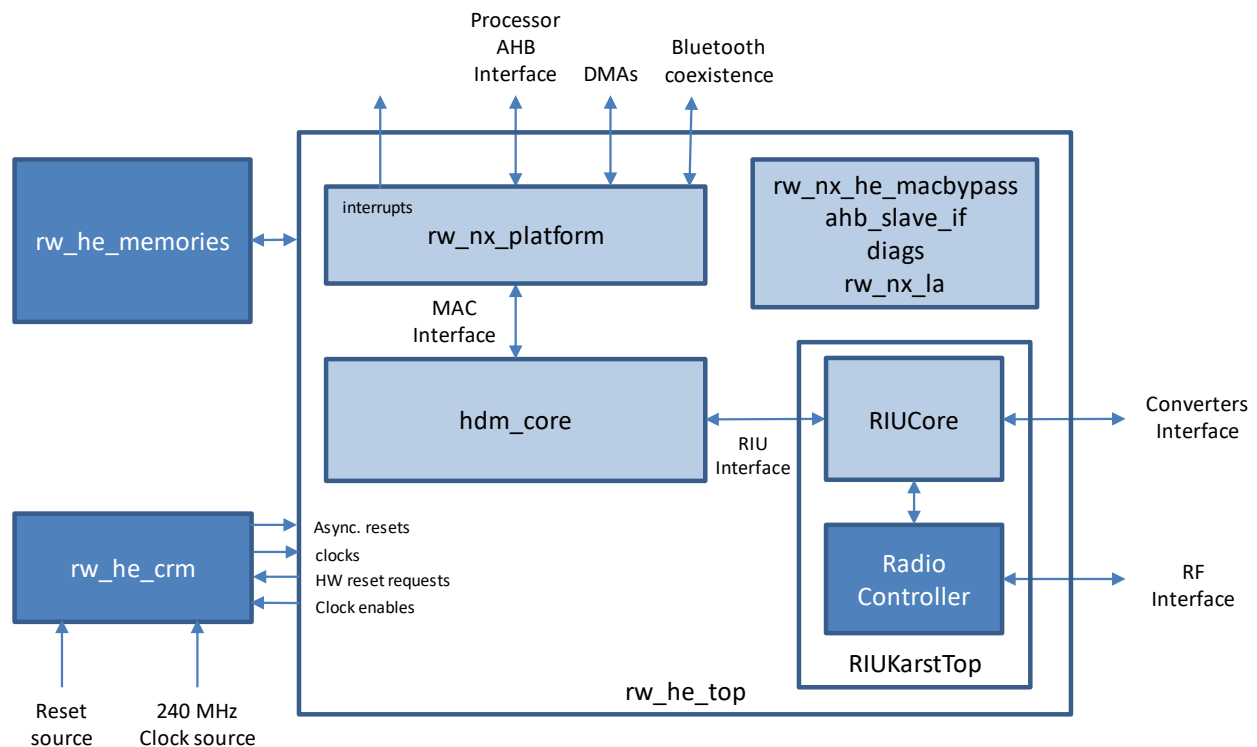 Processor
AHB
Interface
DMAs
Bluetooth
coexistence
rw_he_memories
interrupts
rw_nx_platform
rw_nx_he_macbypass
ahb_slave_if
diags
rw_nx_la
MAC
Interface
hdm_core
RIU
Interface
RIUCore
Converters
Interface
rw_he_crm
Async. resets
clocks
HW reset requests
Clock enables
Radio
Controller
RF
Interface
RIUKarstTop
rw_he_top
Reset
source
240 MHz
Clock source